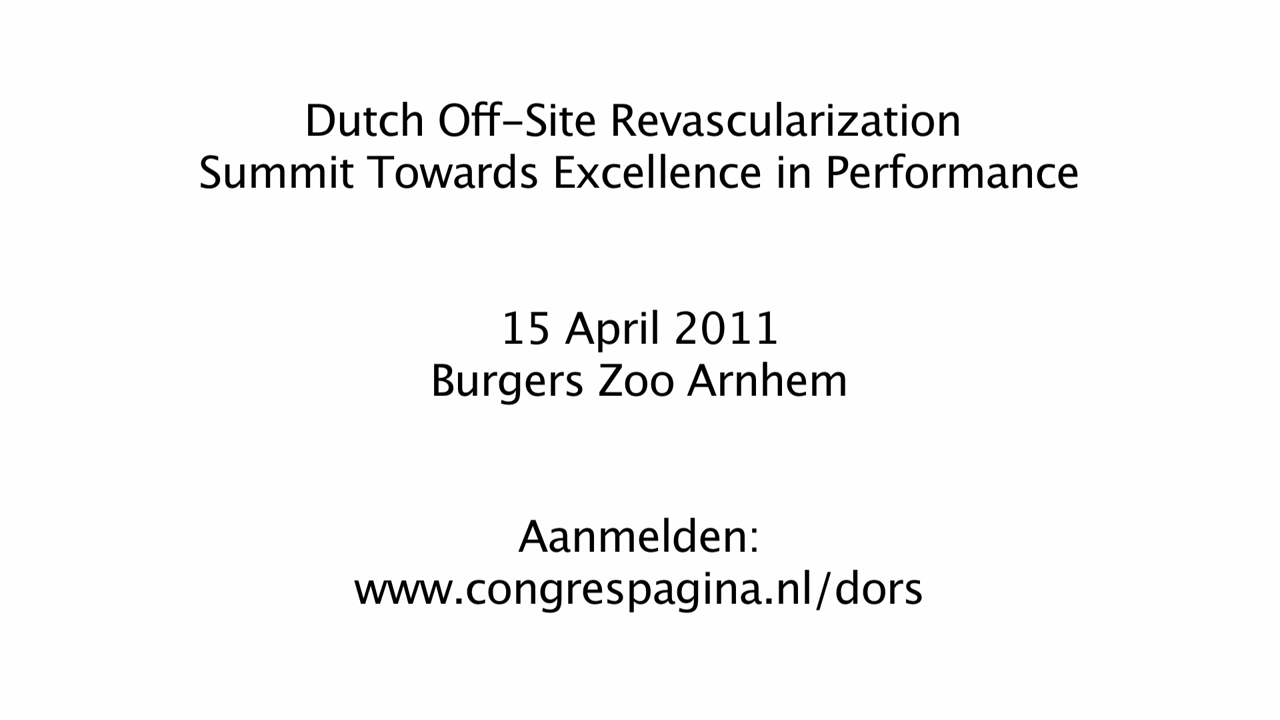 Dutch Off-Site Revascularization
Summit Towards Excellence in Performance
15 April 2011
Burgers Zoo Arnhem
Aanmelden:
www.congrespagina.nl/dors